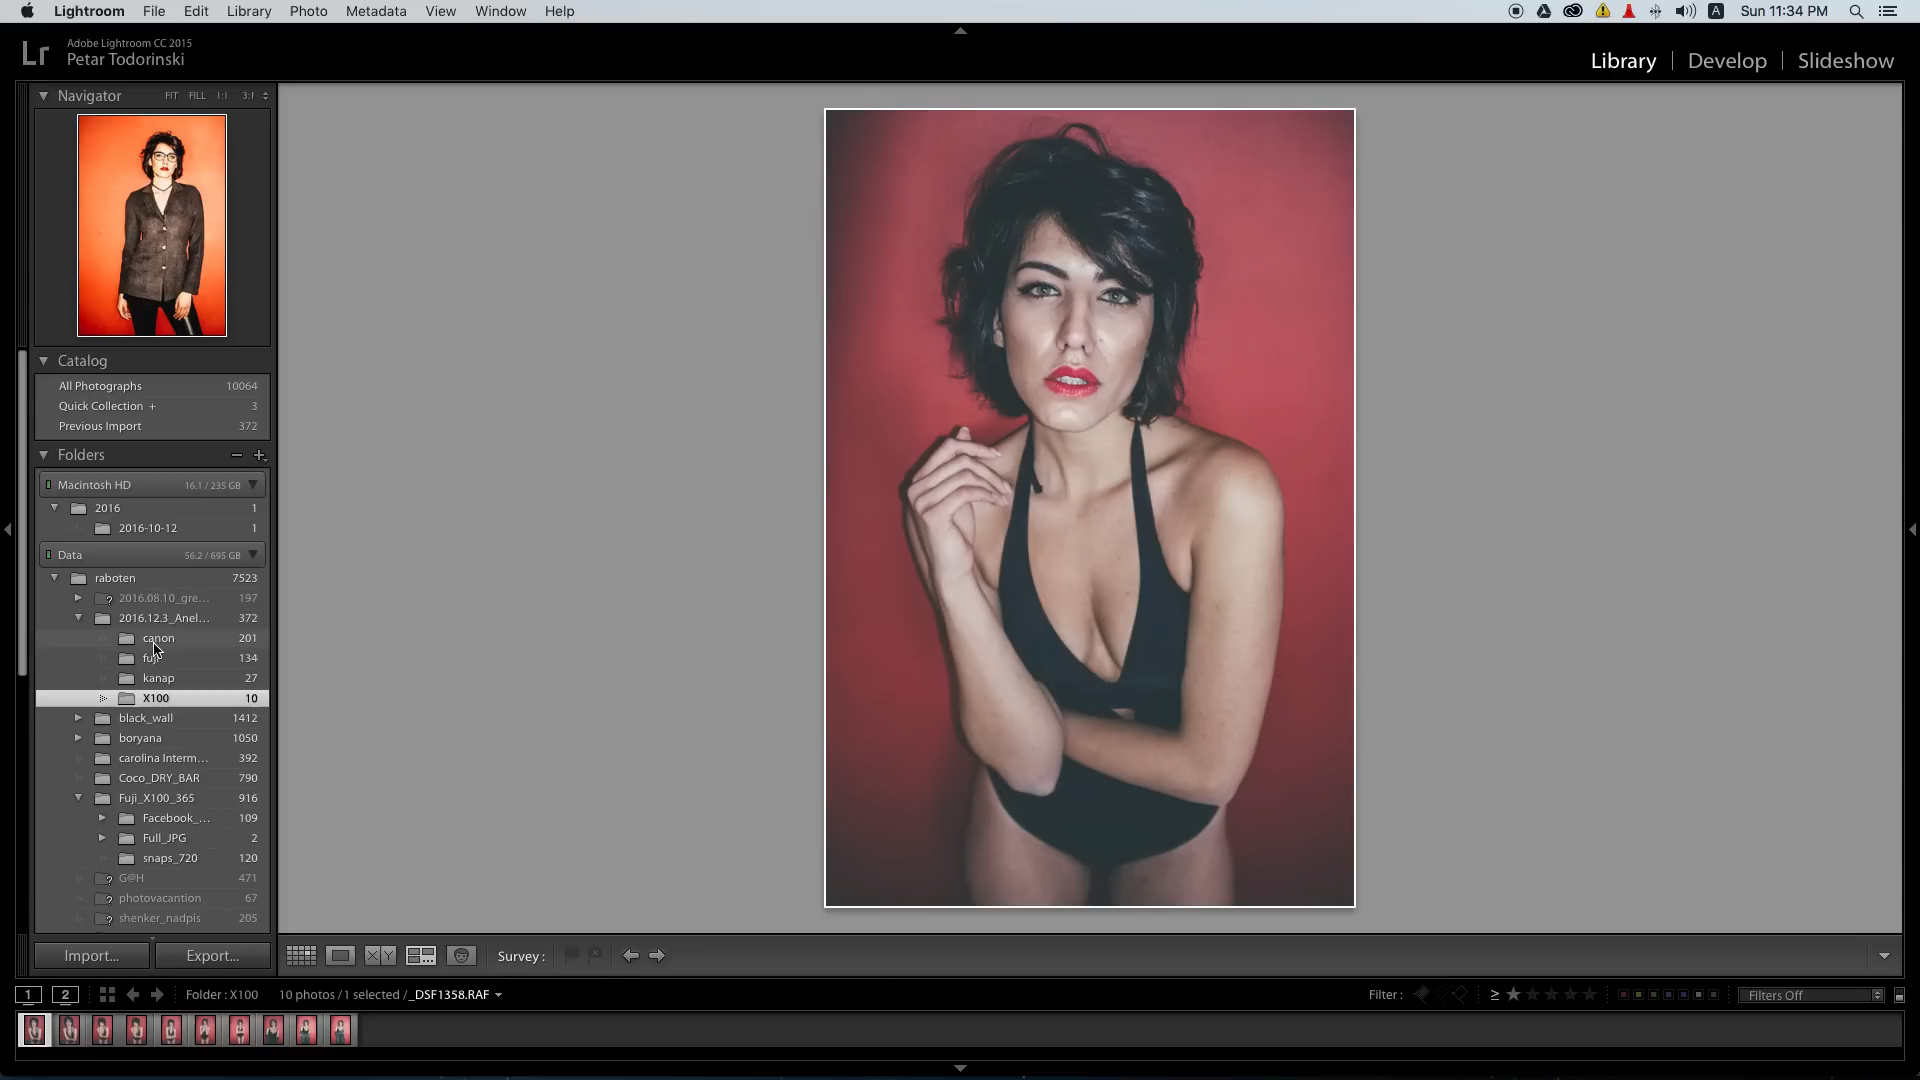 Lightroom File Edit Library Photo Metadata View Window Help A Sun 11:34 PM
Lr Adobe Lightroom CC 2015
Petar Todorinski
Library | Develop | Slideshow
Navigator FIT FILL 1:1 3:1
Catalog
All Photographs 10064
Quick Collection + 3
Previous Import 372
Folders
Macintosh HD 16.1 / 235 GB
2016 1
2016-10-12 1
Data 56.2 / 695 GB
raboten 7523
2016.08.10_gre... 197
2016.12.3_Anel... 372
canon 201
fuji 134
kanap 27
X100 10
black_wall 1412
boryana 1050
carolina Interm... 392
Coco_DRY_BAR 790
Fuji_X100_365 916
Facebook_... 109
Full_JPG 2
snaps_720 120
G@H 471
photovacantion 67
shenker_nadpis 205
Import... Export... XY Survey :
1 2 Folder : X100 10 photos / 1 selected / _DSF1358.RAF Filter : ≥ Filters Off